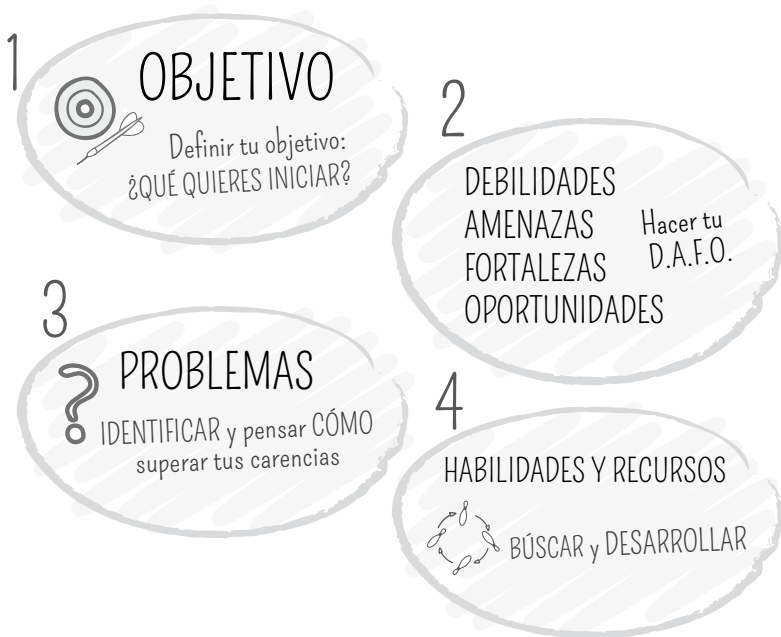 1
OBJETIVO
Definir tu objetivo:
¿QUÉ QUIERES INICIAR?
2
DEBILIDADES
AMENAZAS
FORTALEZAS
OPORTUNIDADES
Hacer tu
D.A.F.O.
3
?
PROBLEMAS
IDENTIFICAR y pensar CÓMO
superar tus carencias
4
HABILIDADES Y RECURSOS
BÚSCAR y DESARROLLAR